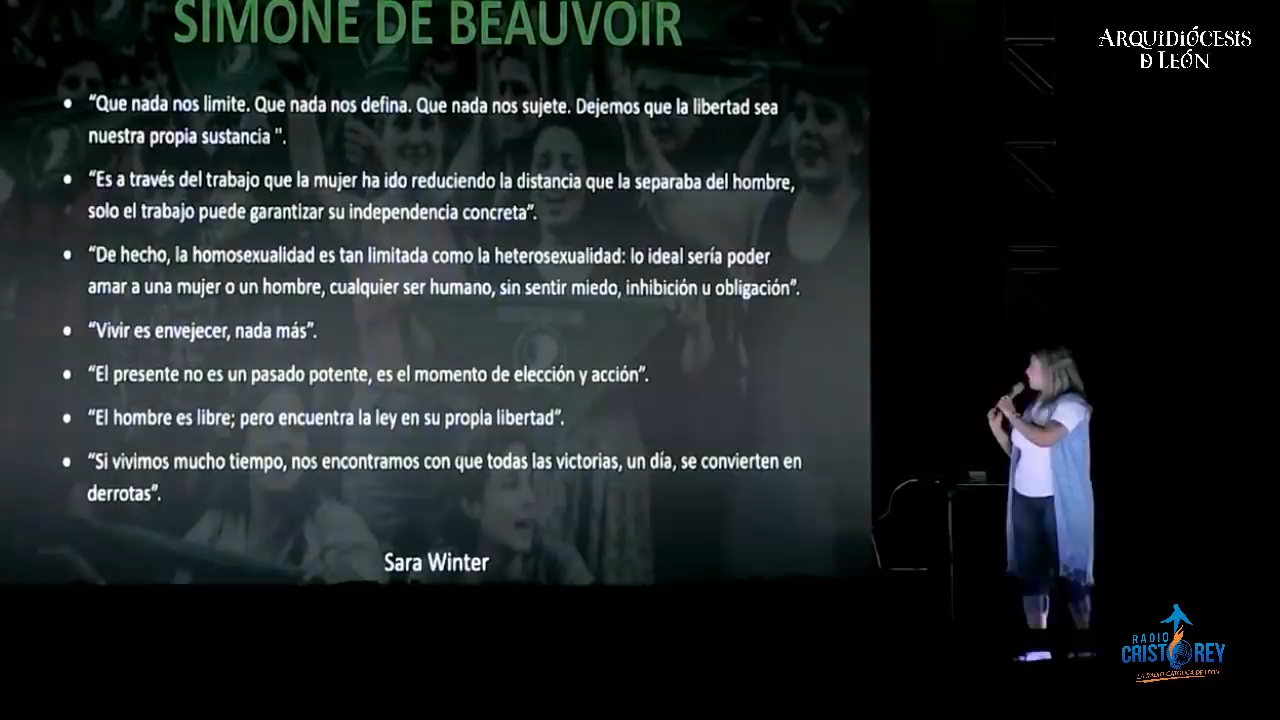 SIMONE DE BEAUVOIR
ARQUIDIÓCESIS
D LEÓN
• “Que nada nos limite. Que nada nos defina. Que nada nos sujete. Dejemos que la libertad sea
nuestra propia sustancia ".
• “Es a través del trabajo que la mujer ha ido reduciendo la distancia que la separaba del hombre,
solo el trabajo puede garantizar su independencia concreta”.
• “De hecho, la homosexualidad es tan limitada como la heterosexualidad: lo ideal sería poder
amar a una mujer o un hombre, cualquier ser humano, sin sentir miedo, inhibición u obligación”.
• “Vivir es envejecer, nada más”.
• “El presente no es un pasado potente, es el momento de elección y acción”.
• “El hombre es libre; pero encuentra la ley en su propia libertad”.
• “Si vivimos mucho tiempo, nos encontramos con que todas las victorias, un día, se convierten en
derrotas”.
Sara Winter
RADIO
CRISTO REY
LA RADIO CATÓLICA DE LEÓN